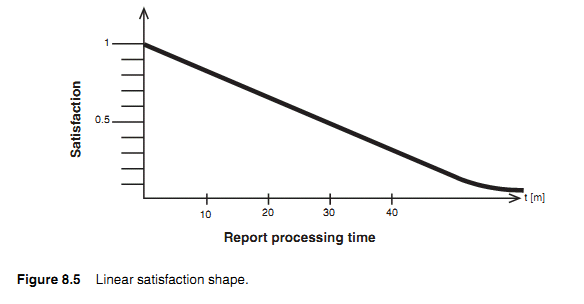 1
Satisfaction
0.5
t [m]
10 20 30 40
Report processing time
Figure 8.5 Linear satisfaction shape.